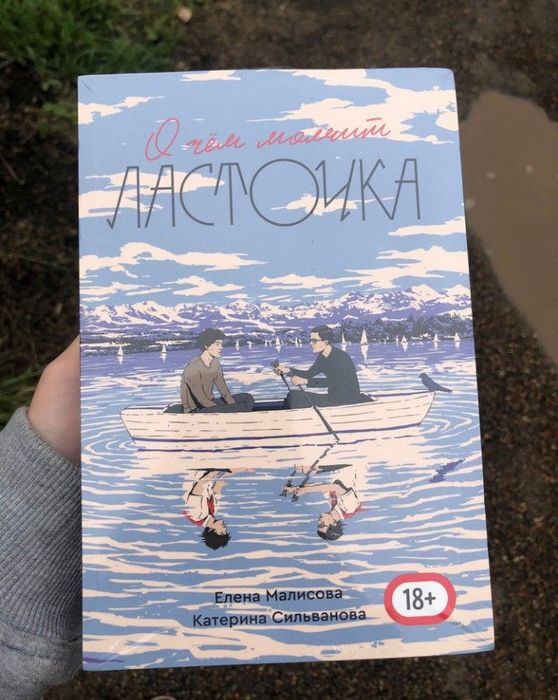 О чём молчит
ЛАСТОЧКА
Елена Малисова
Катерина Сильванова
18+